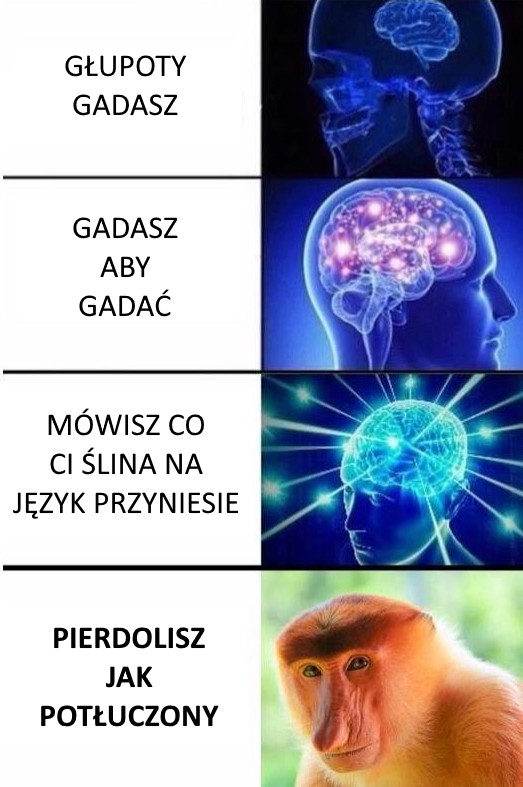 GŁUPOTY
GADASZ
GADASZ
ABY
GADAĆ
MÓWISZ CO
CI ŚLINA NA
JĘZYK PRZYNIESIE
PIERDOLISZ
JAK
POTŁUCZONY